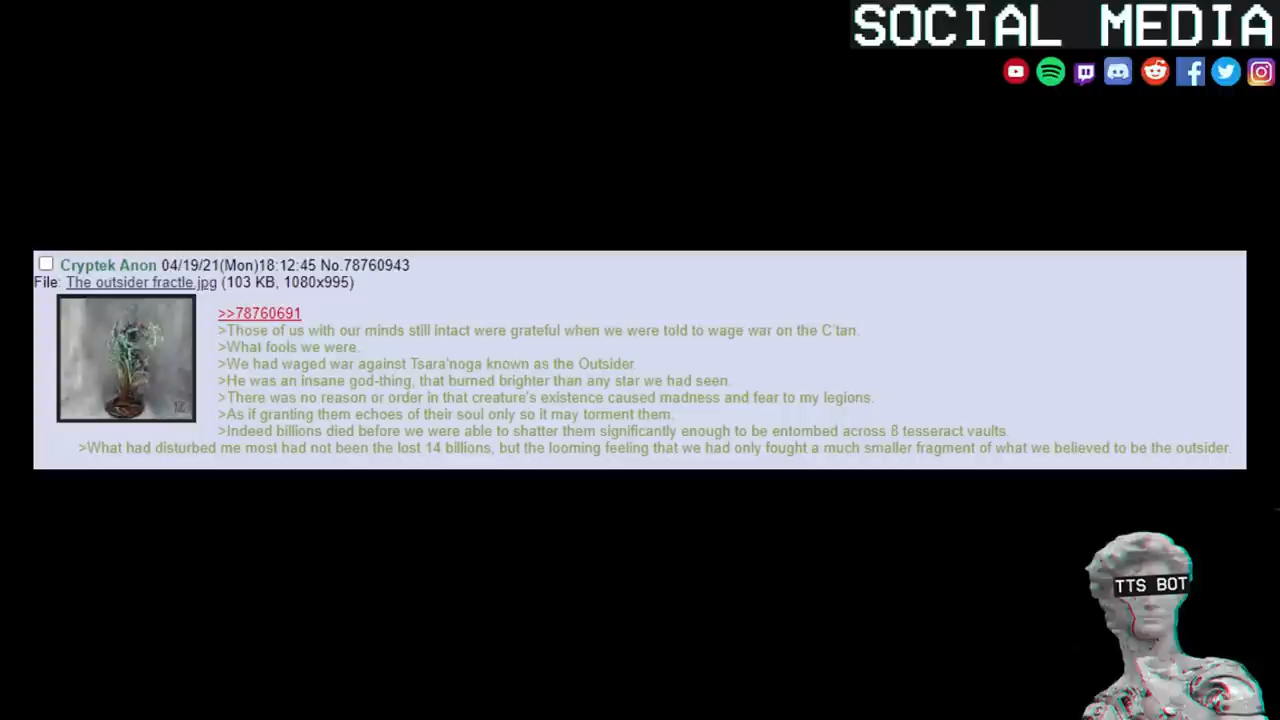 SOCIAL MEDIA
Cryptek Anon 04/19/21(Mon)18:12:45 No.78760943
File: The outsider fractle.jpg (103 KB, 1080x995)
>>78760691
>Those of us with our minds still intact were grateful when we were told to wage war on the C'tan.
>What fools we were.
>We had waged war against Tsara'noga known as the Outsider.
>He was an insane god-thing, that burned brighter than any star we had seen.
>There was no reason or order in that creature's existence caused madness and fear to my legions.
>As if granting them echoes of their soul only so it may torment them.
>Indeed billions died before we were able to shatter them significantly enough to be entombed across 8 tesseract vaults.
>What had disturbed me most had not been the lost 14 billions, but the looming feeling that we had only fought a much smaller fragment of what we believed to be the outsider.
TTS BOT